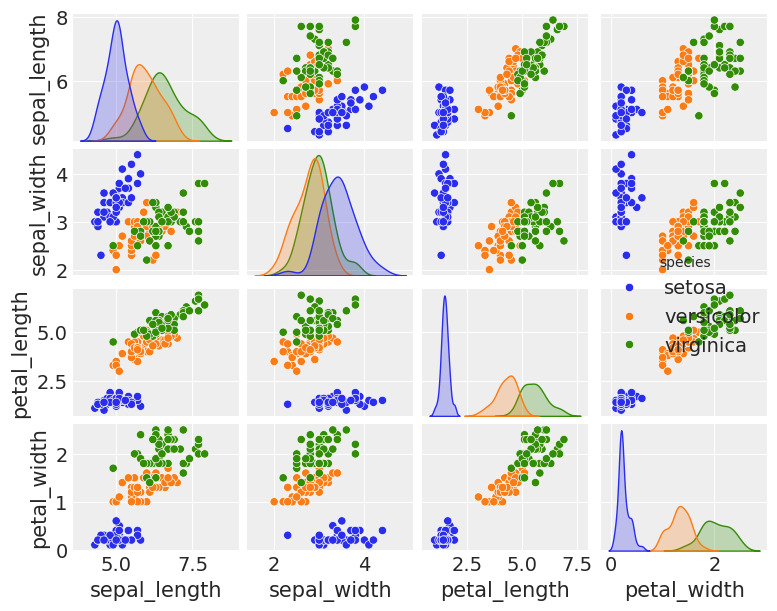 sepal_length
8
6
sepal_width
4
3
2
species
setosa
versicolor
virginica
petal_length
5.0
2.5
petal_width
2
1
0
5.0 7.5
2 4
2.5 5.0 7.5
0 2
sepal_length sepal_width petal_length petal_width